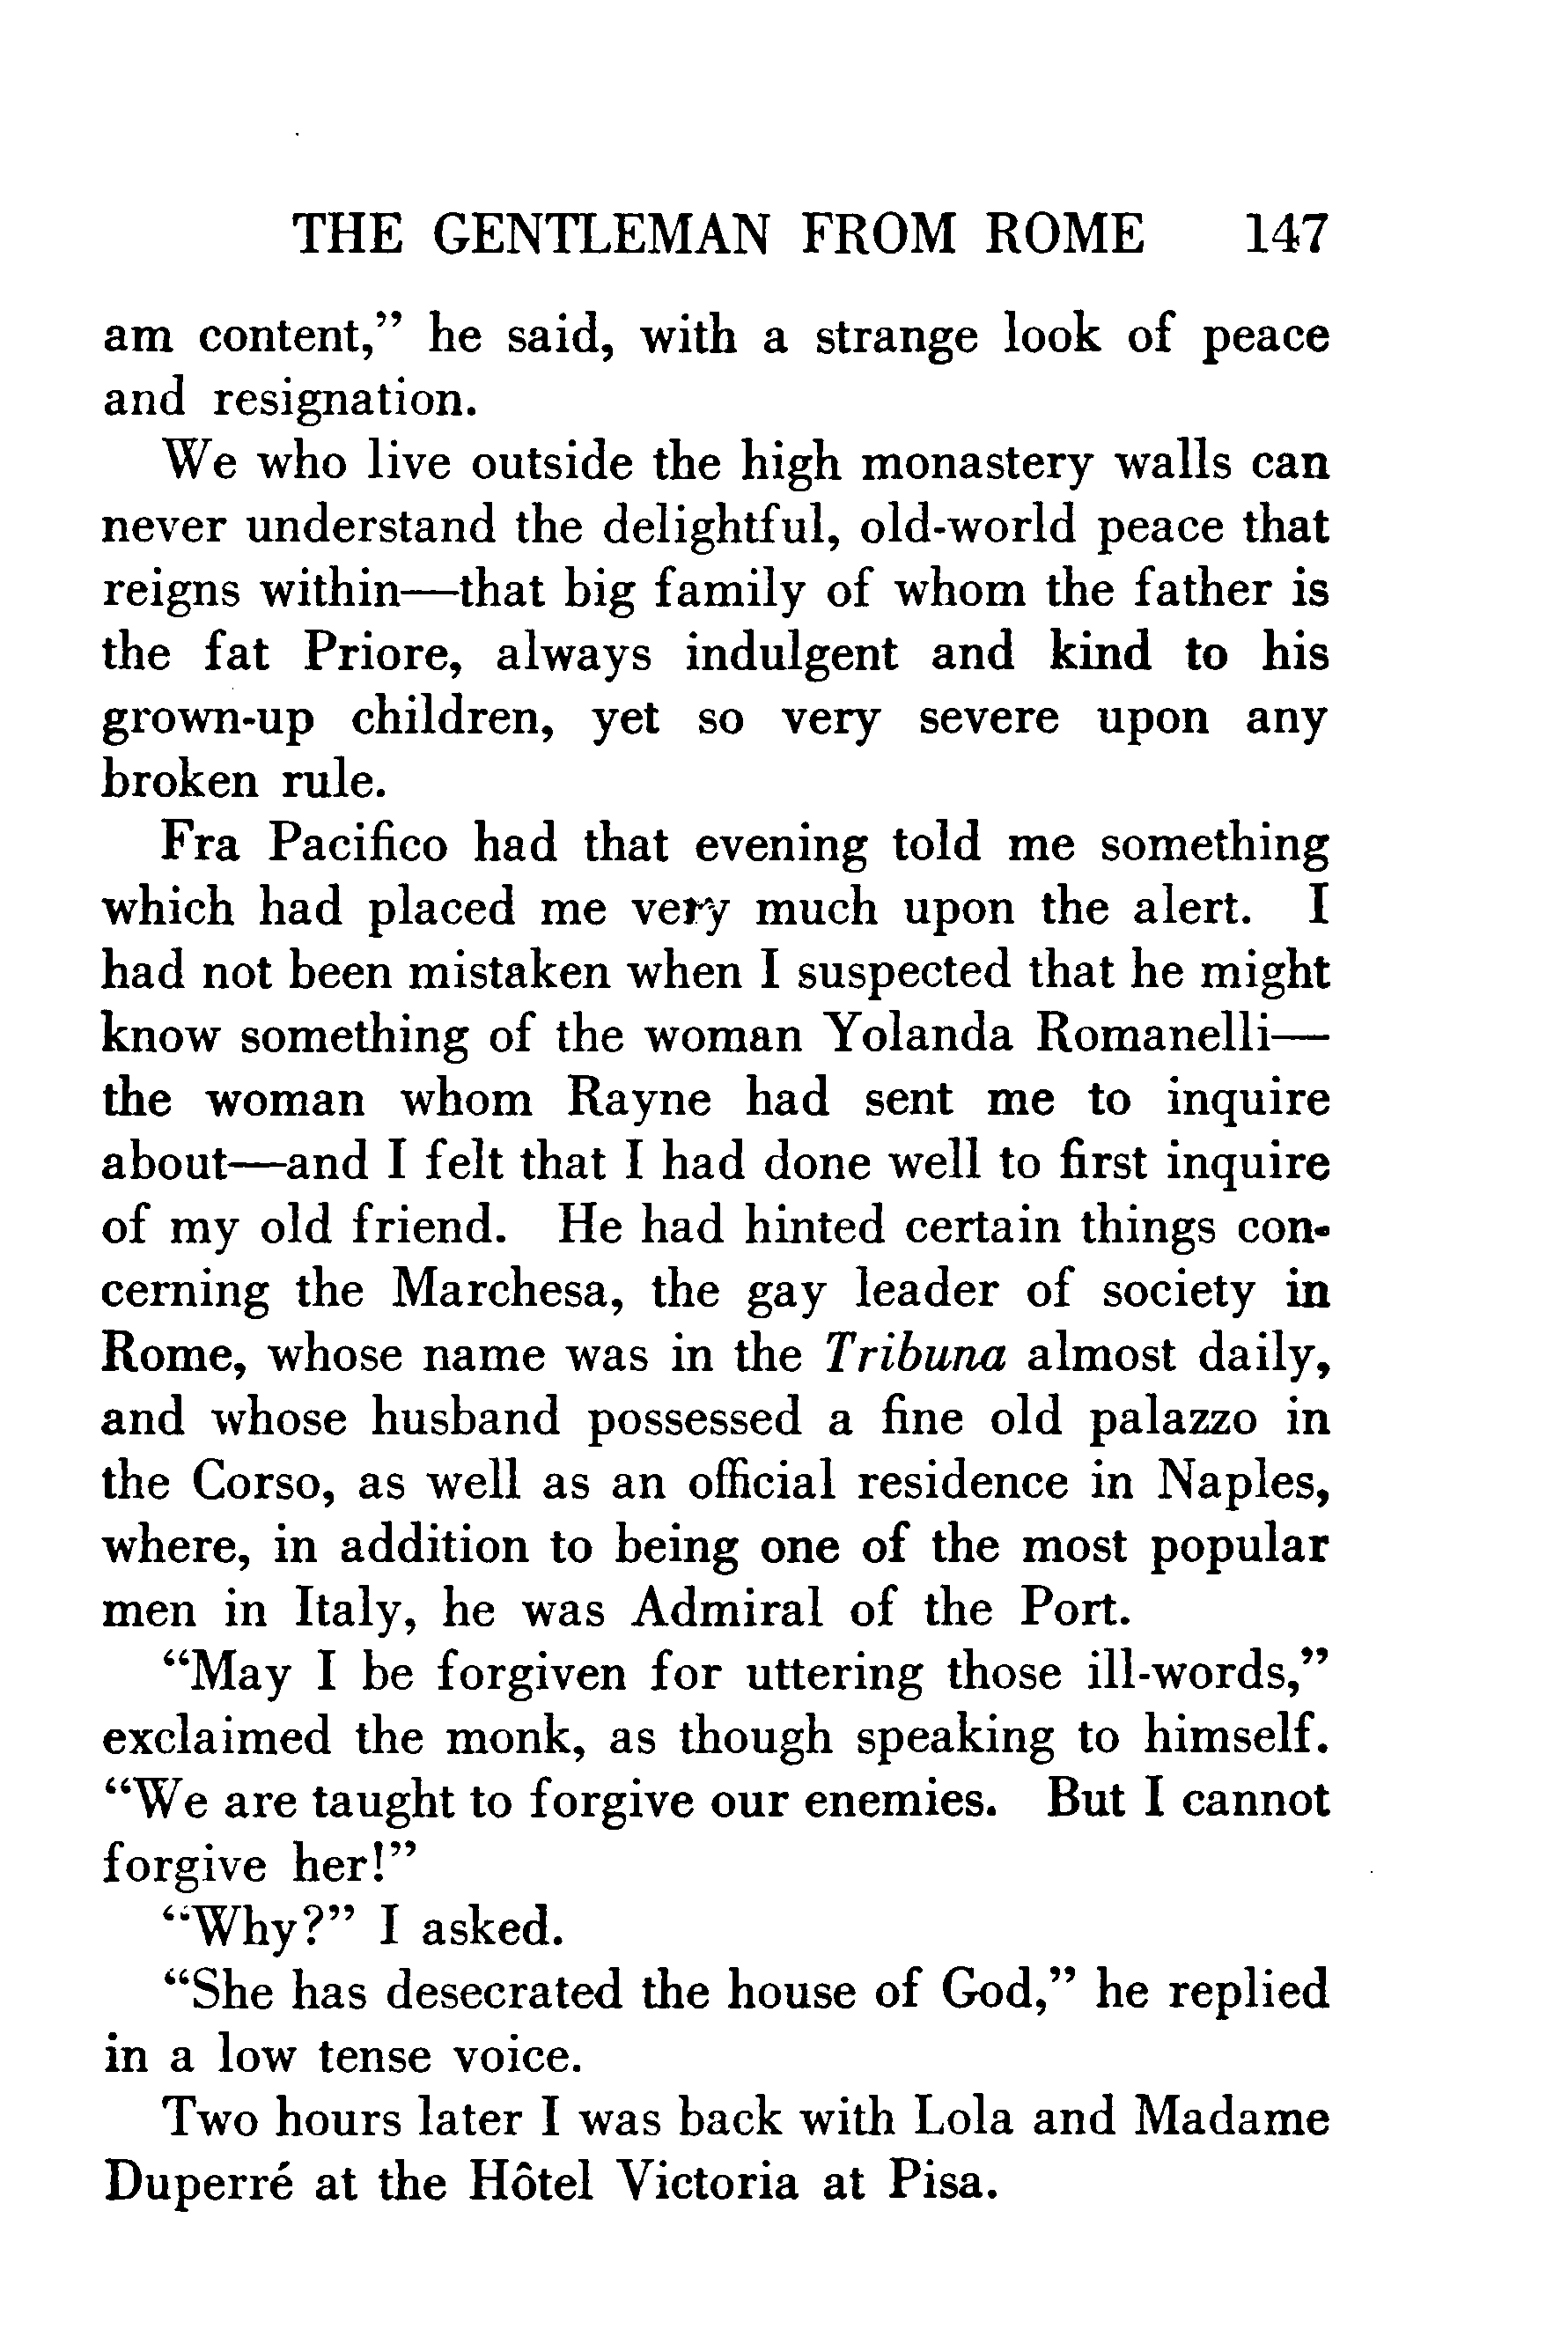 THE GENTLEMAN FROM ROME 147
am content,” he said, with a strange look of peace
and resignation.
We who live outside the high monastery walls can
never understand the delightful, old-world peace that
reigns within—that big family of whom the father is
the fat Priore, always indulgent and kind to his
grown-up children, yet so very severe upon any
broken rule.
Fra Pacifico had that evening told me something
which had placed me very much upon the alert. I
had not been mistaken when I suspected that he might
know something of the woman Yolanda Romanelli—
the woman whom Rayne had sent me to inquire
about—and I felt that I had done well to first inquire
of my old friend. He had hinted certain things con-
cerning the Marchesa, the gay leader of society in
Rome, whose name was in the Tribuna almost daily,
and whose husband possessed a fine old palazzo in
the Corso, as well as an official residence in Naples,
where, in addition to being one of the most popular
men in Italy, he was Admiral of the Port.
“May I be forgiven for uttering those ill-words,”
exclaimed the monk, as though speaking to himself.
“We are taught to forgive our enemies. But I cannot
forgive her!”
“Why?” I asked.
“She has desecrated the house of God,” he replied
in a low tense voice.
Two hours later I was back with Lola and Madame
Duperré at the Hôtel Victoria at Pisa.